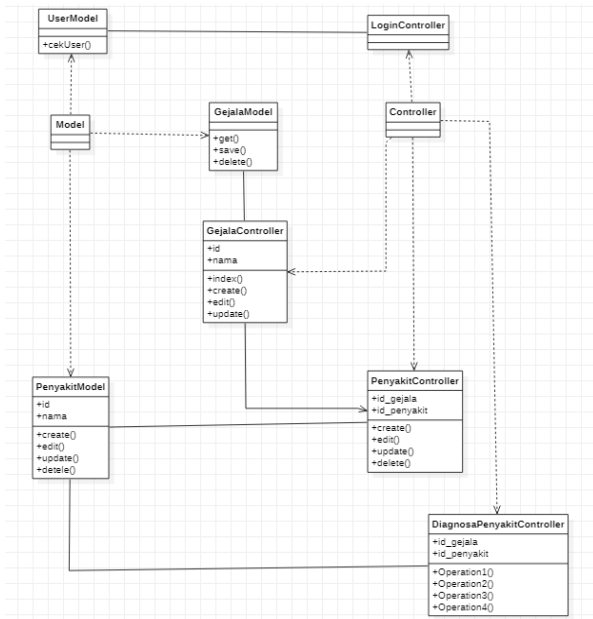 UserModel
+cekUser()
LoginController
Model
GejalaModel
+get()
+save()
+delete()
Controller
GejalaController
+id
+nama
+index()
+create()
+edit()
+update()
PenyakitModel
+id
+nama
+create()
+edit()
+update()
+detele()
PenyakitController
+id_gejala
+id_penyakit
+create()
+edit()
+update()
+delete()
DiagnosaPenyakitController
+id_gejala
+id_penyakit
+Operation1()
+Operation2()
+Operation3()
+Operation4()